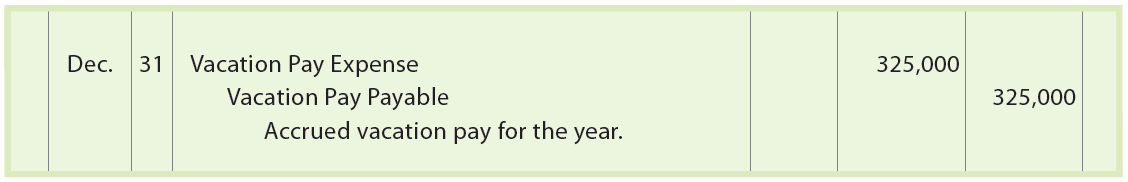 Dec. 31 Vacation Pay Expense 325,000
Vacation Pay Payable 325,000
Accrued vacation pay for the year.